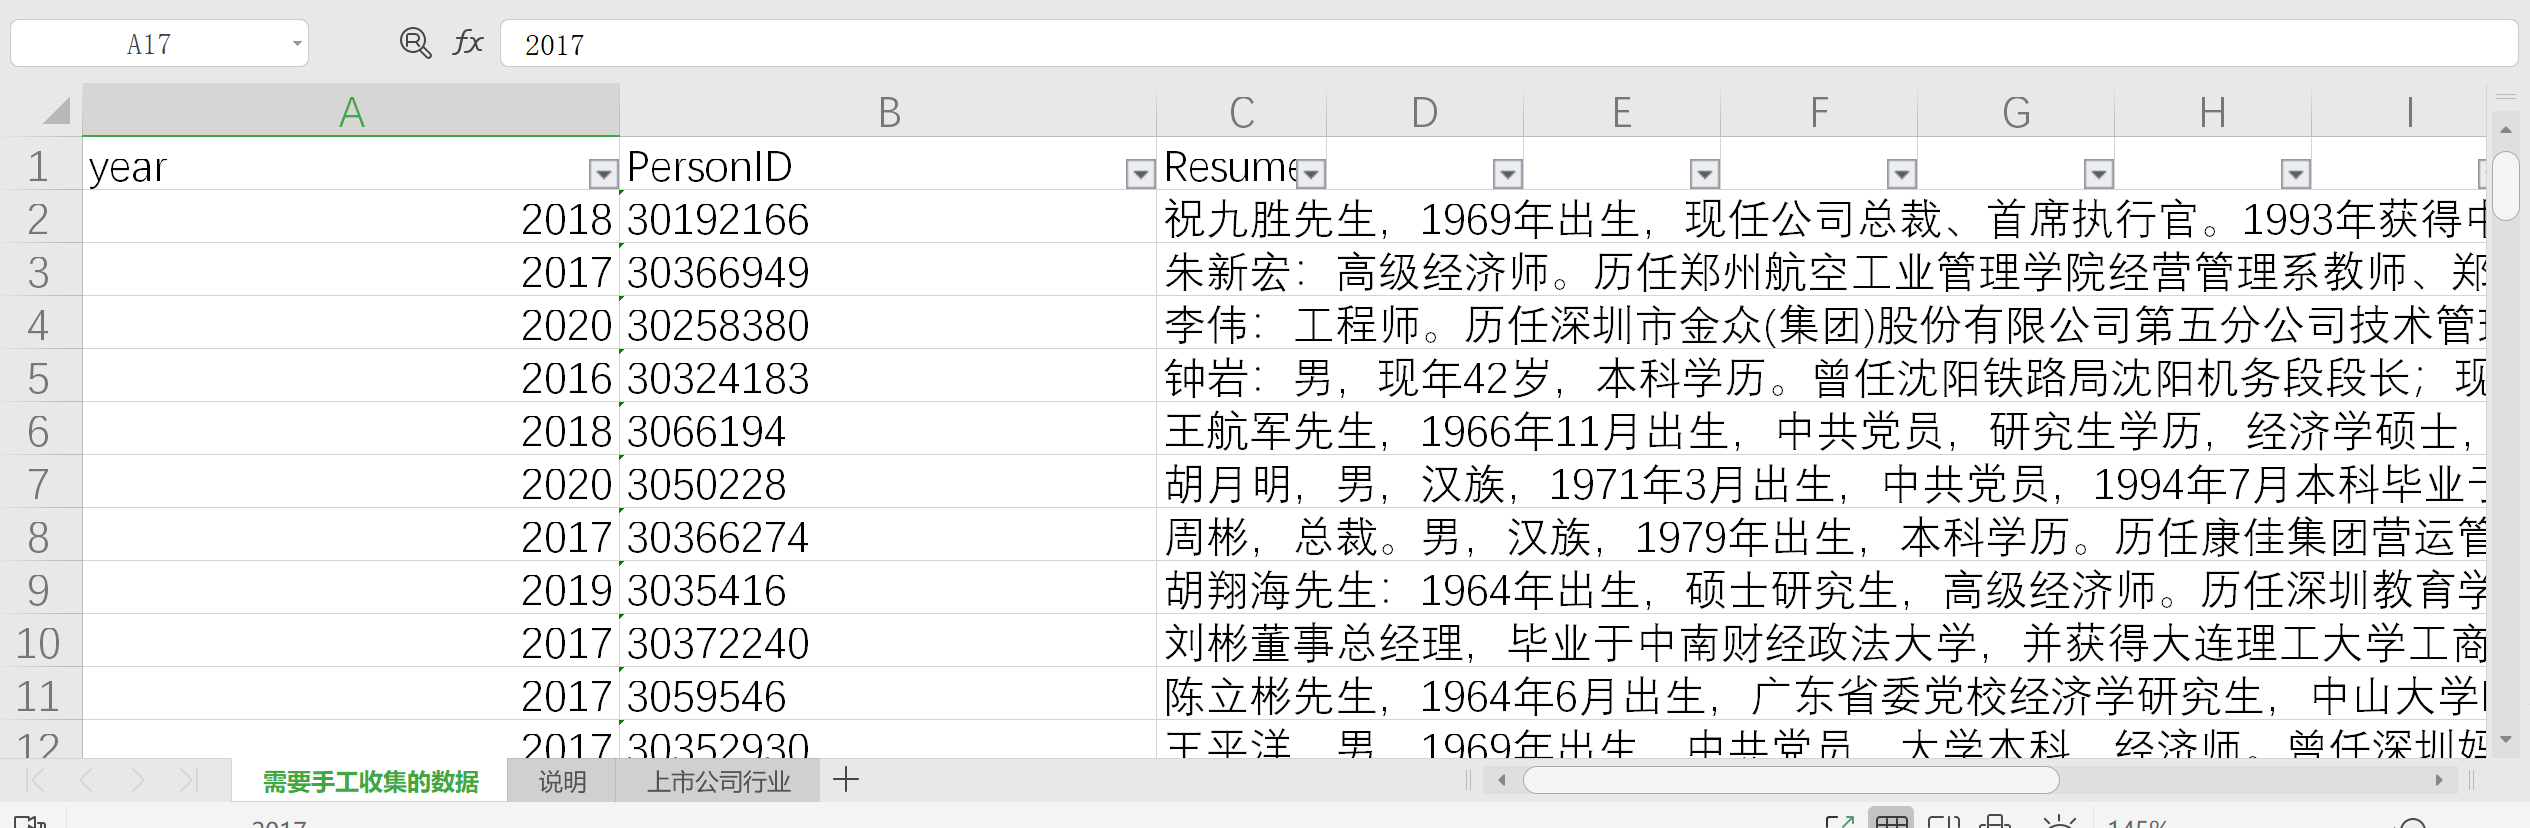 A17 fx 2017
A B C D E F G H I
1 year PersonID Resume
2 2018 30192166 祝九胜先生，1969年出生，现任公司总裁、首席执行官。1993年获得中
3 2017 30366949 朱新宏：高级经济师。历任郑州航空工业管理学院经营管理系教师、郑
4 2020 30258380 李伟：工程师。历任深圳市金众(集团)股份有限公司第五分公司技术管理
5 2016 30324183 钟岩：男，现年42岁，本科学历。曾任沈阳铁路局沈阳机务段段长；现
6 2018 3066194 王航军先生，1966年11月出生，中共党员，研究生学历，经济学硕士，
7 2020 3050228 胡月明，男，汉族，1971年3月出生，中共党员，1994年7月本科毕业于
8 2017 30366274 周彬，总裁。男，汉族，1979年出生，本科学历。历任康佳集团营运管
9 2019 3035416 胡翔海先生：1964年出生，硕士研究生，高级经济师。历任深圳教育学
10 2017 30372240 刘彬董事总经理，毕业于中南财经政法大学，并获得大连理工大学工商
11 2017 3059546 陈立彬先生，1964年6月出生，广东省委党校经济学研究生，中山大学
12 2017 30352930 王平洋，男，1969年出生，中共党员，大学本科，经济师。曾任深圳妈
需要手工收集的数据 说明 上市公司行业
2017 145%